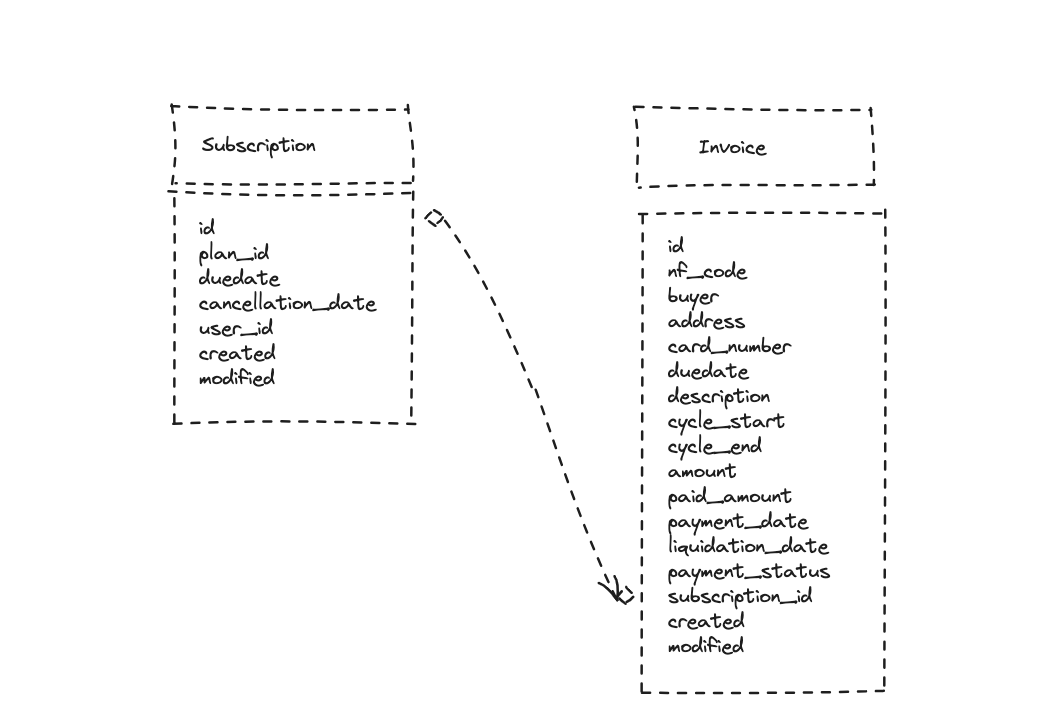 Subscription
id
plan_id
duedate
cancellation_date
user_id
created
modified
Invoice
id
nf_code
buyer
address
card_number
duedate
description
cycle_start
cycle_end
amount
paid_amount
payment_date
liquidation_date
payment_status
subscription_id
created
modified